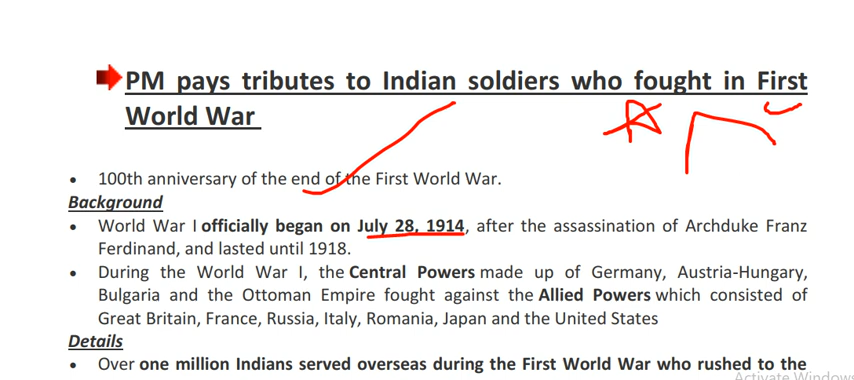 PM pays tributes to Indian soldiers who fought in First
World War
• 100th anniversary of the end of the First World War.
Background
• World War I officially began on July 28, 1914, after the assassination of Archduke Franz
Ferdinand, and lasted until 1918.
• During the World War I, the Central Powers made up of Germany, Austria-Hungary,
Bulgaria and the Ottoman Empire fought against the Allied Powers which consisted of
Great Britain, France, Russia, Italy, Romania, Japan and the United States
Details
• Over one million Indians served overseas during the First World War who rushed to the
Activate Windows